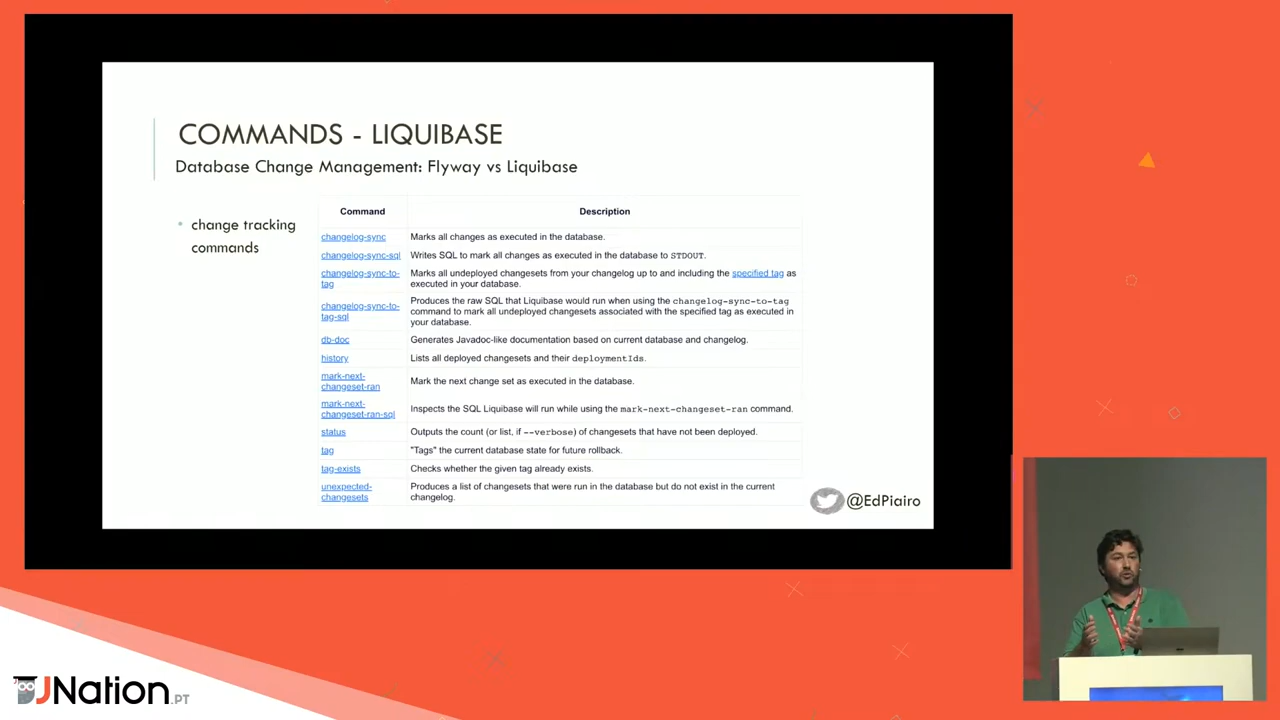 COMMANDS - LIQUIBASE
Database Change Management: Flyway vs Liquibase
change tracking
commands
Command Description
changelog-sync Marks all changes as executed in the database.
changelog-sync-sql Writes SQL to mark all changes as executed in the database to STDOUT.
changelog-sync-to- Marks all undeployed changesets from your changelog up to and including the specified tag as
tag executed in your database.
Produces the raw SQL that Liquibase would run when using the changelog-sync-to-tag
changelog-sync-to- command to mark all undeployed changesets associated with the specified tag as executed in
tag-sql your database.
db-doc Generates Javadoc-like documentation based on current database and changelog.
history Lists all deployed changesets and their deploymentIds.
mark-next-
changeset-ran Mark the next change set as executed in the database.
mark-next-
changeset-ran-sql Inspects the SQL Liquibase will run while using the mark-next-changeset-ran command.
status Outputs the count (or list, if --verbose) of changesets that have not been deployed.
tag "Tags" the current database state for future rollback.
tag-exists Checks whether the given tag already exists.
unexpected- Produces a list of changesets that were run in the database but do not exist in the current
changesets changelog.
@EdPiairo
JNation.PT